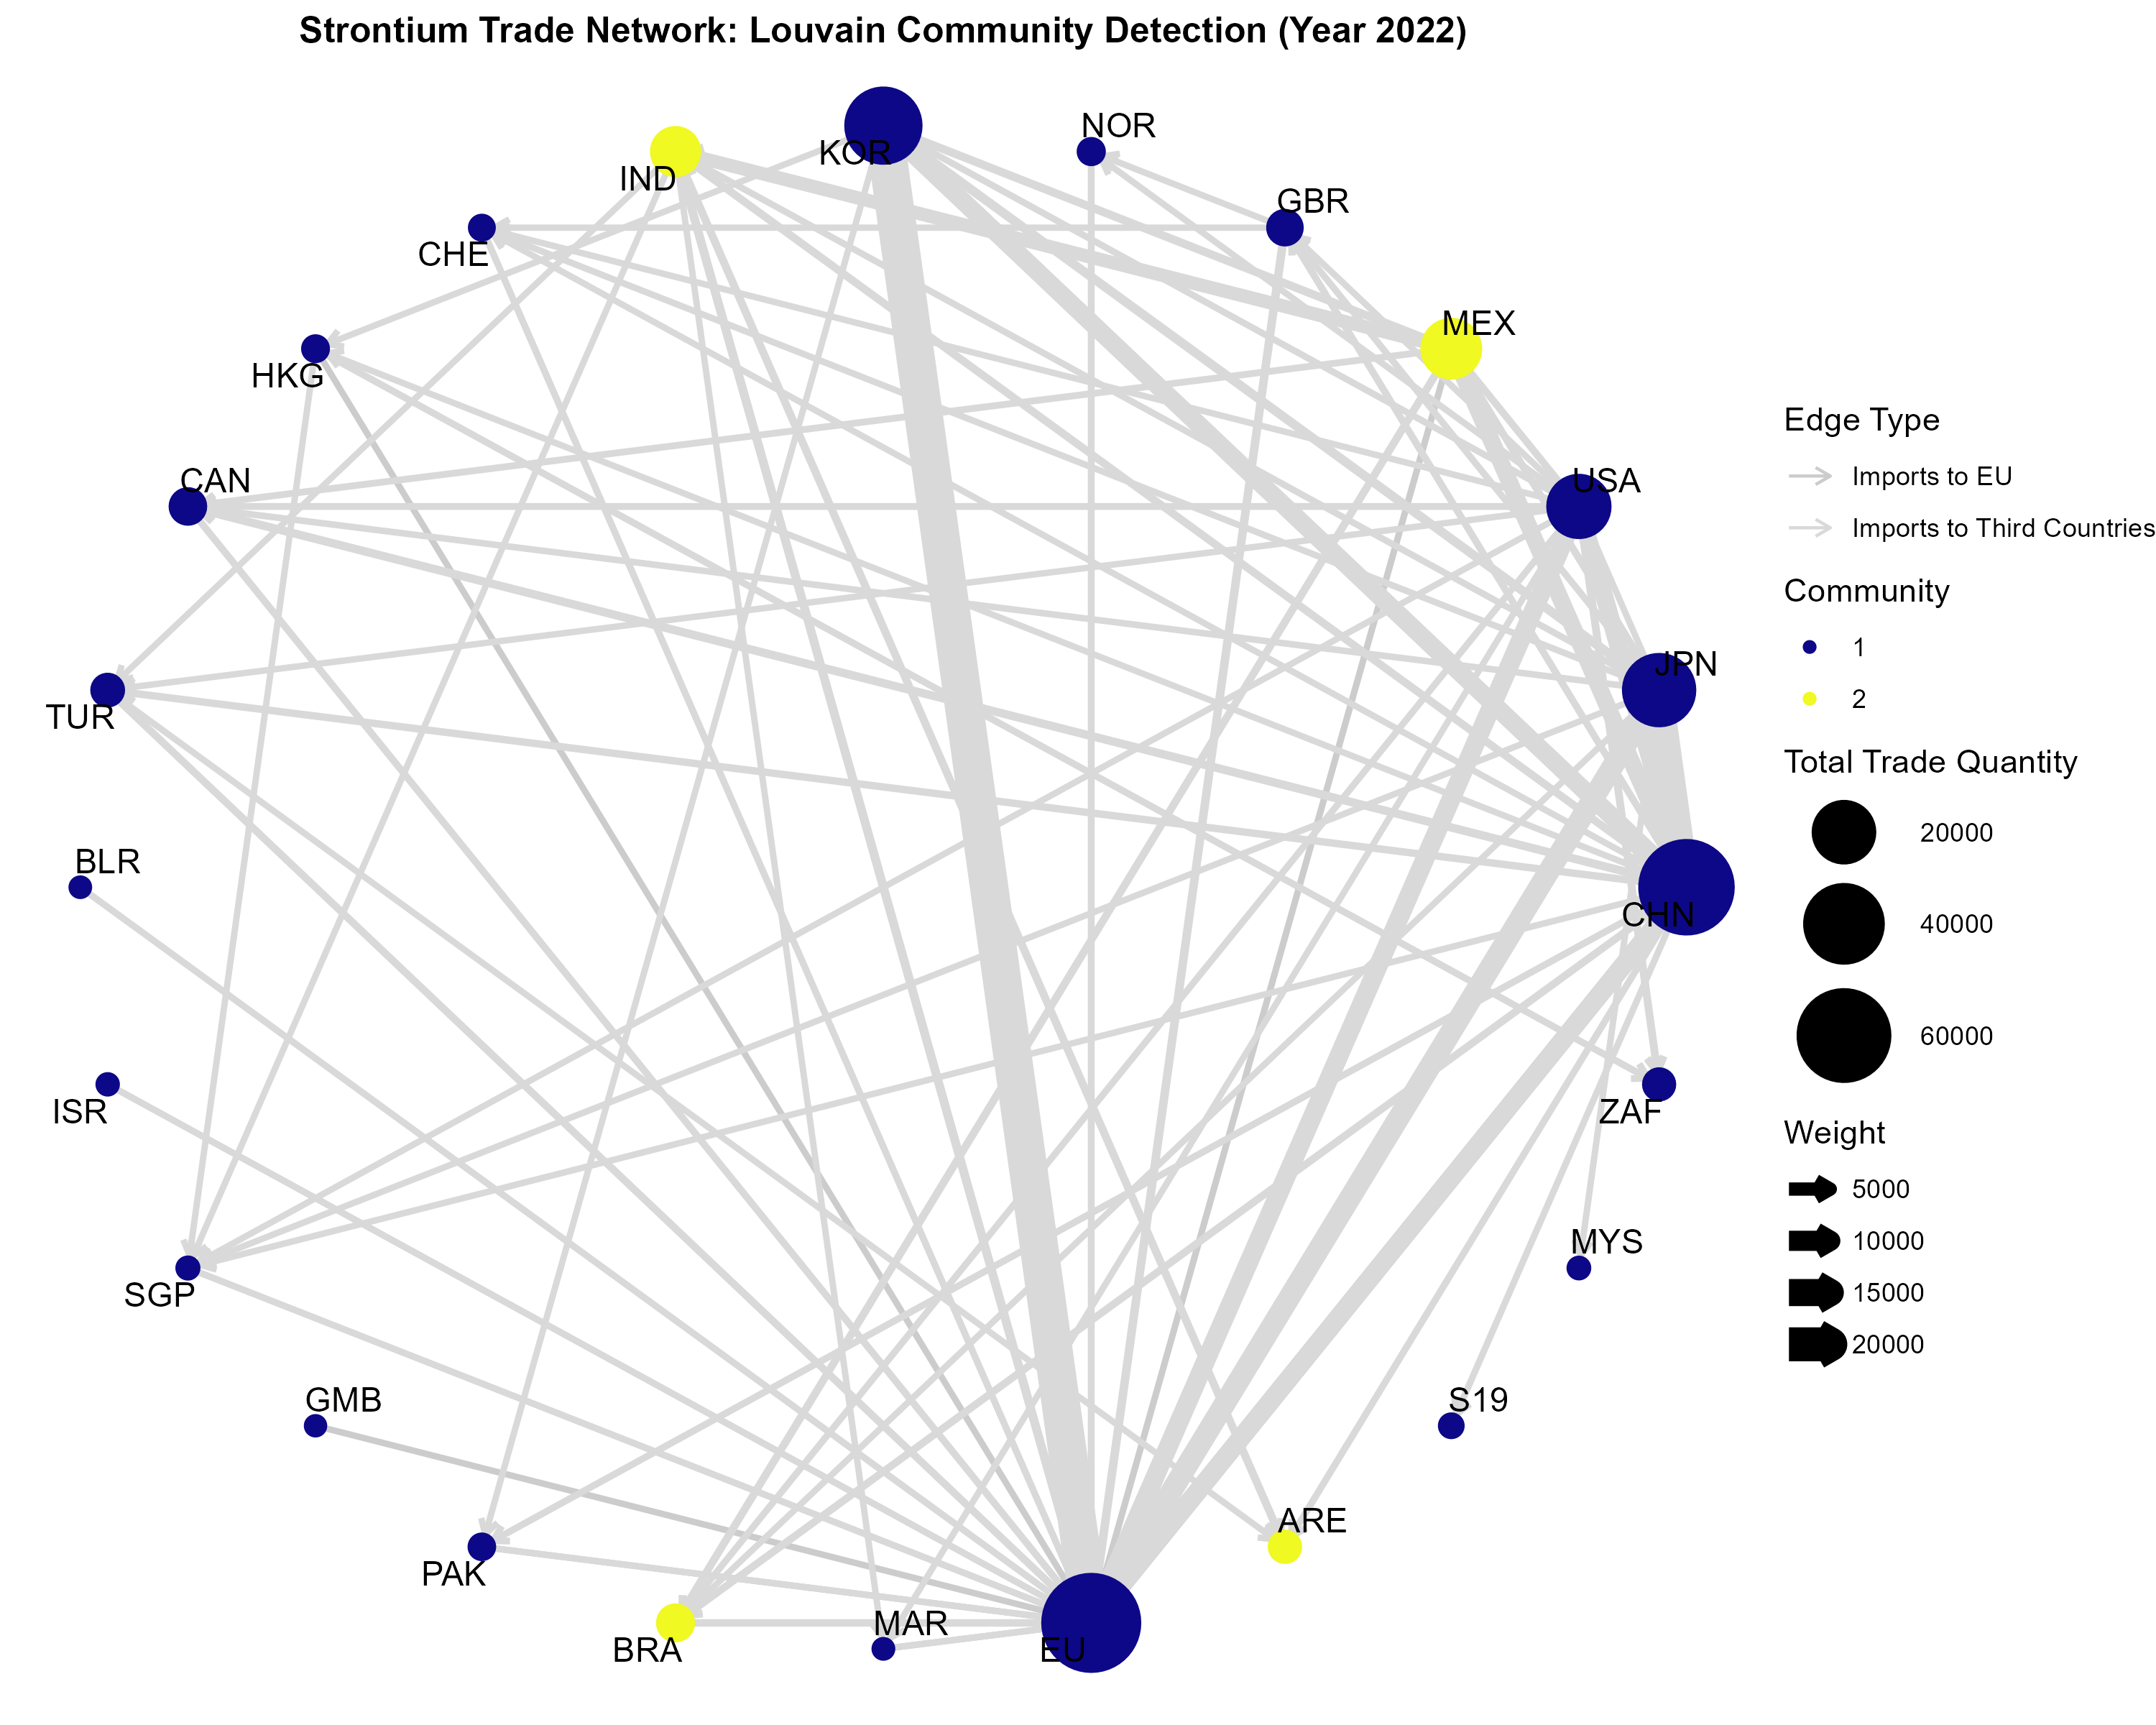 Strontium Trade Network: Louvain Community Detection (Year 2022)
NOR
KOR
IND
GBR
CHE
MEX
HKG
CAN
USA
JPN
TUR
BLR
CHN
ISR
ZAF
SGP
MYS
GMB
S19
PAK
ARE
BRA
MAR
EU
Edge Type
Imports to EU
Imports to Third Countries
Community
1
2
Total Trade Quantity
20000
40000
60000
Weight
5000
10000
15000
20000